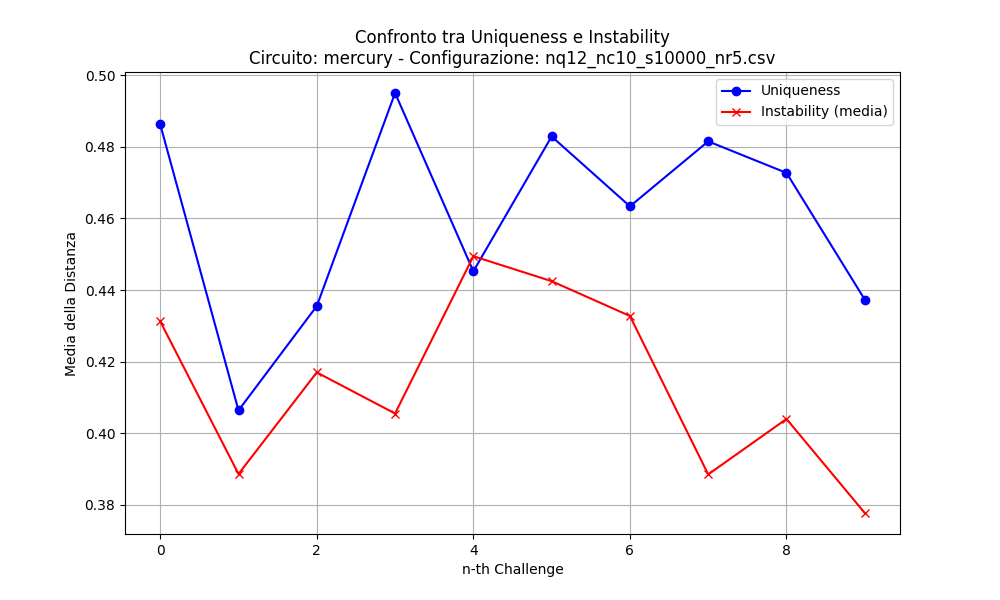 Confronto tra Uniqueness e Instability
Circuito: mercury - Configurazione: nq12_nc10_s10000_nr5.csv
Uniqueness
Instability (media)
0.50
0.48
0.46
0.44
0.42
0.40
0.38
Media della Distanza
0 2 4 6 8
n-th Challenge